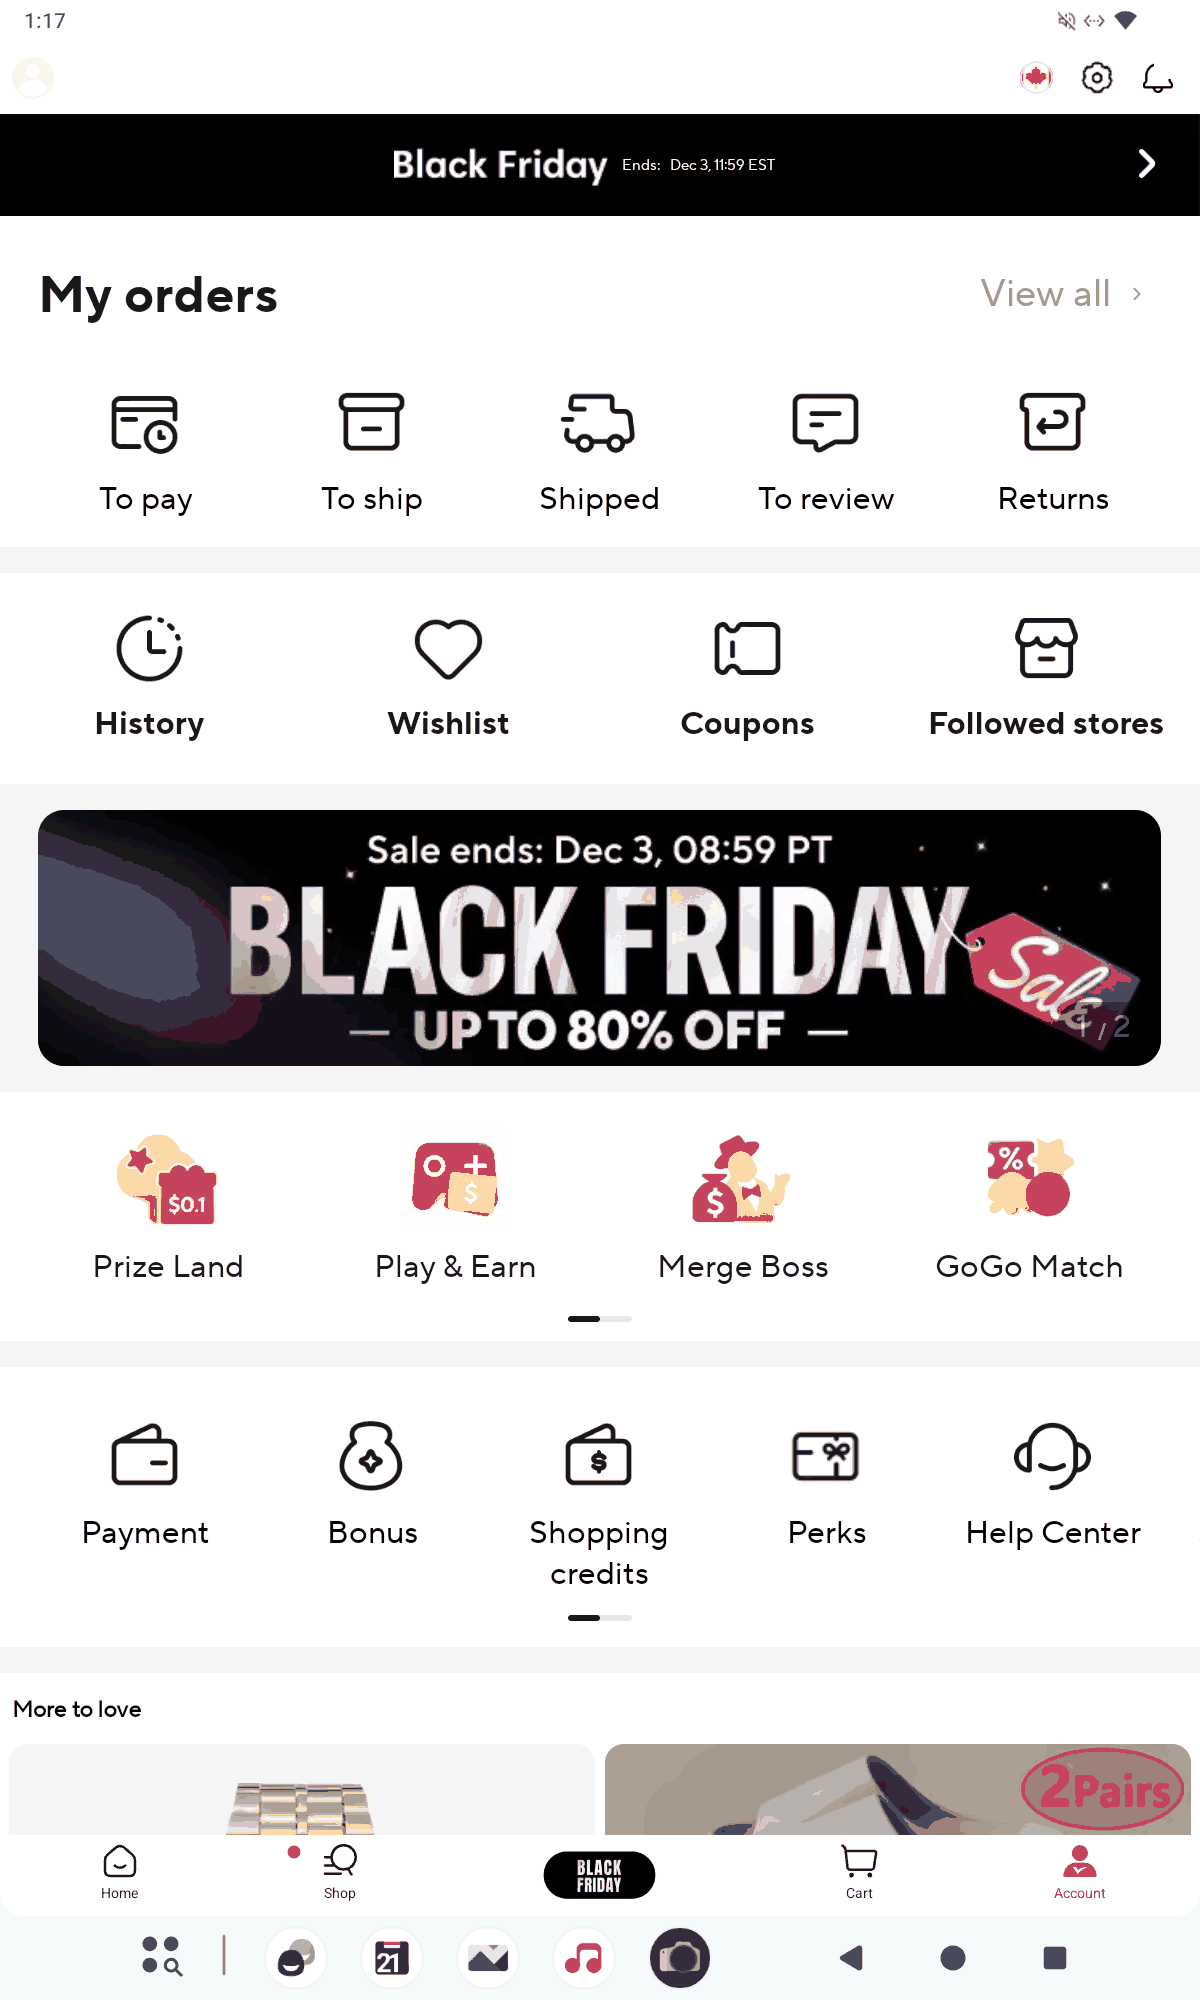 1:17
Black Friday Ends: Dec 3, 11:59 EST
My orders
View all
To pay
To ship
Shipped
To review
Returns
History
Wishlist
Coupons
Followed stores
Sale ends: Dec 3, 08:59 PT
BLACK FRIDAY
Sale
UP TO 80% OFF
1 / 2
$0.1
$
$
%
Prize Land
Play & Earn
Merge Boss
GoGo Match
$
Payment
Bonus
Shopping
credits
Perks
Help Center
More to love
2Pairs
Home
Shop
BLACK
FRIDAY
Cart
Account
21